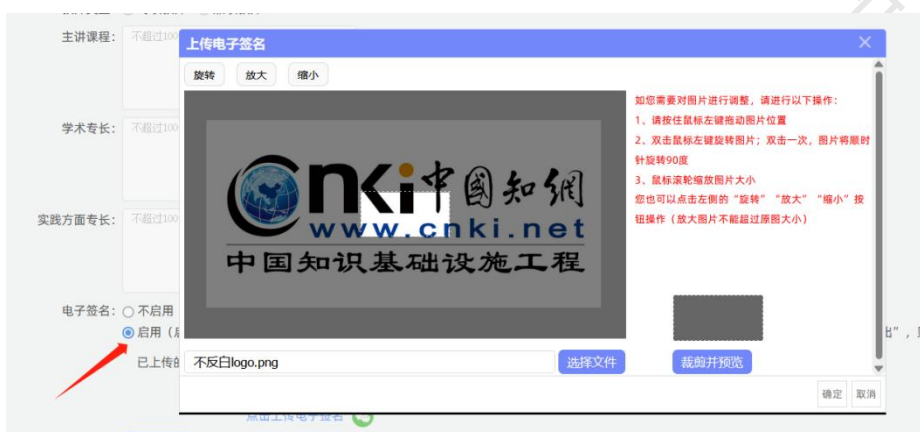 主讲课程：
不超过100
上传电子签名
旋转 放大 缩小
如您需要对图片进行调整，请进行以下操作：
1、请按住鼠标左键拖动图片位置
2、双击鼠标左键旋转图片；双击一次，图片将顺时
针旋转90度
3、鼠标滚轮缩放图片大小
您也可以点击左侧的“旋转”“放大”“缩小”按
钮操作（放大图片不能超过原图大小）
学术专长：
不超过100
实践方面专长：
不超过100
cnki中國知網
www.cnki.net
中国知识基础设施工程
电子签名：
不启用
启用（
出”，
已上传的
不反白logo.png
选择文件
裁剪并预览
确定 取消
点击上传电子签名